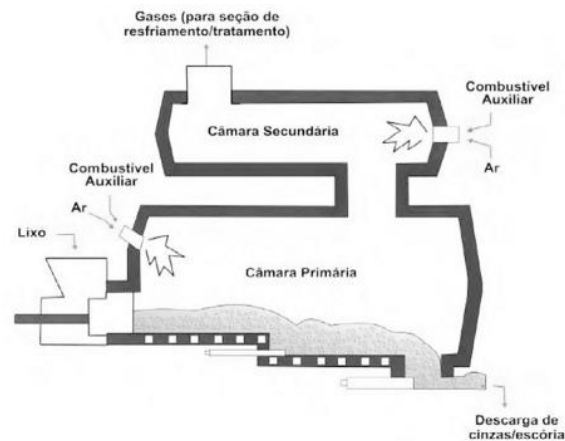 Gases (para seção de
resfriamento/tratamento)
Combustível
Auxiliar
Câmara Secundária
Ar
Combustível
Auxiliar
Ar
Lixo
Câmara Primária
Descarga de
cinzas/escória